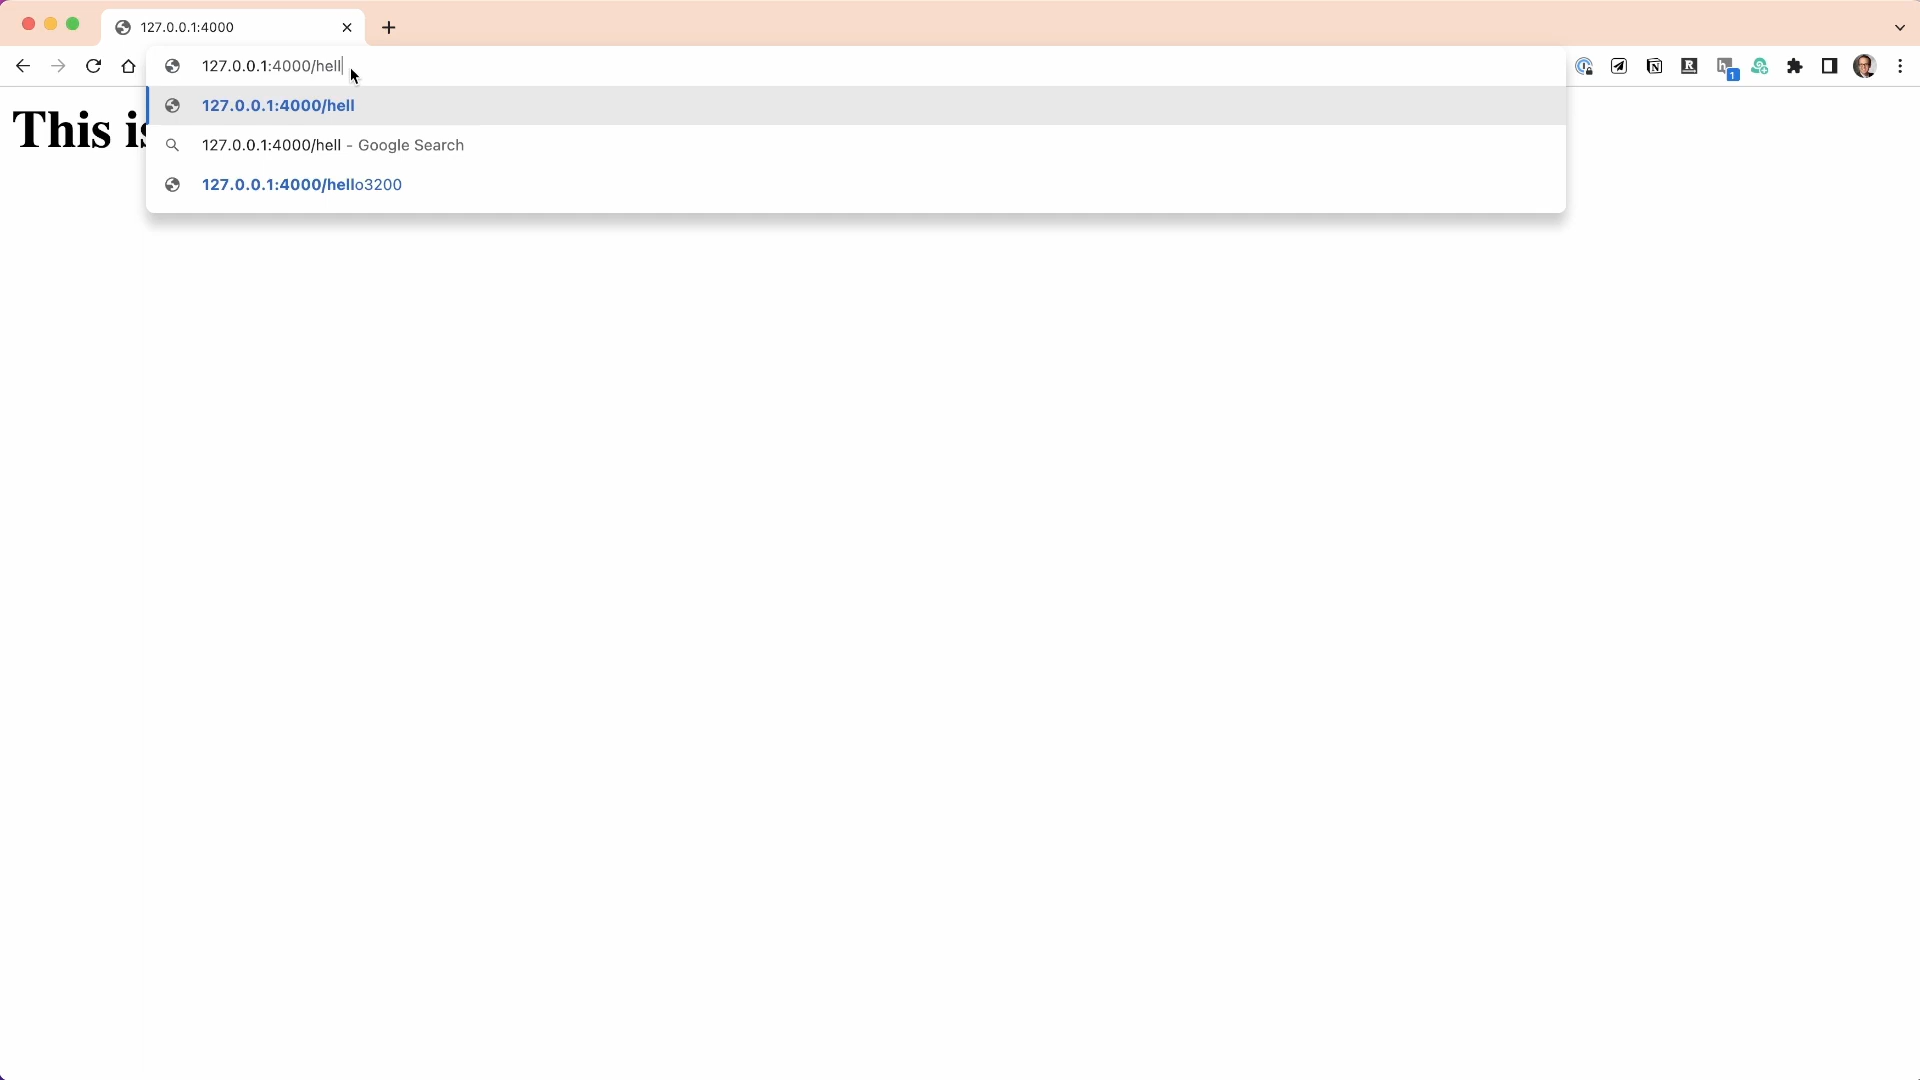 127.0.0.1:4000
127.0.0.1:4000/hell
127.0.0.1:4000/hell
This is
127.0.0.1:4000/hell - Google Search
127.0.0.1:4000/hello3200
1